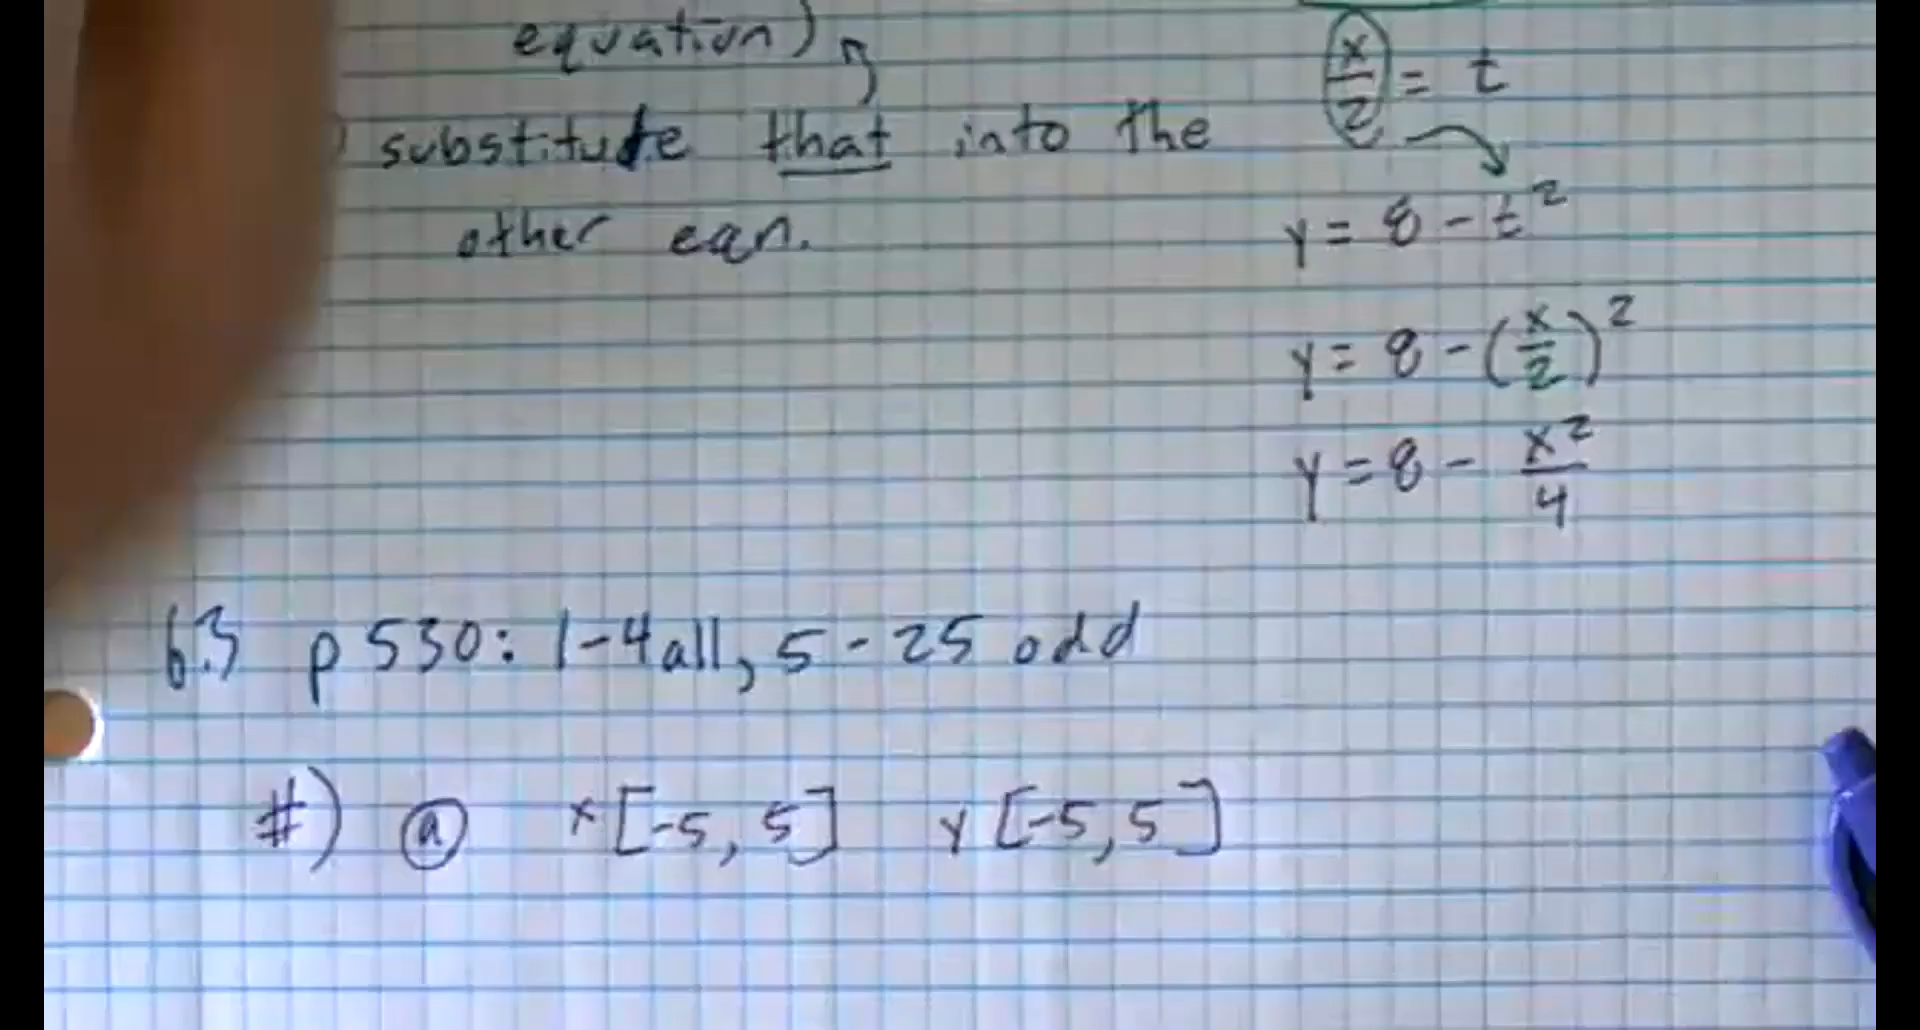 equation)
) substitute that into the
other eqn.
x/2 = t
y = 8 - t²
y = 8 - (x/2)²
y = 8 - x²/4
6.3 p 530: 1-4 all, 5 - 25 odd
#) ⓐ x [-5, 5] y [-5, 5]